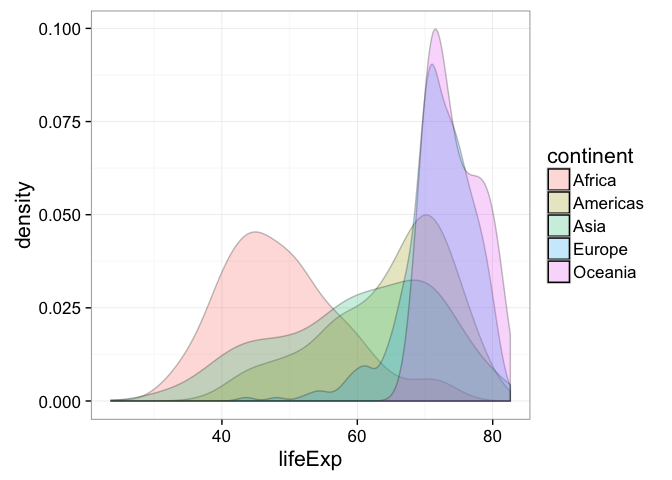 0.100
0.075
0.050
0.025
0.000
density
40 60 80
lifeExp
continent
Africa
Americas
Asia
Europe
Oceania